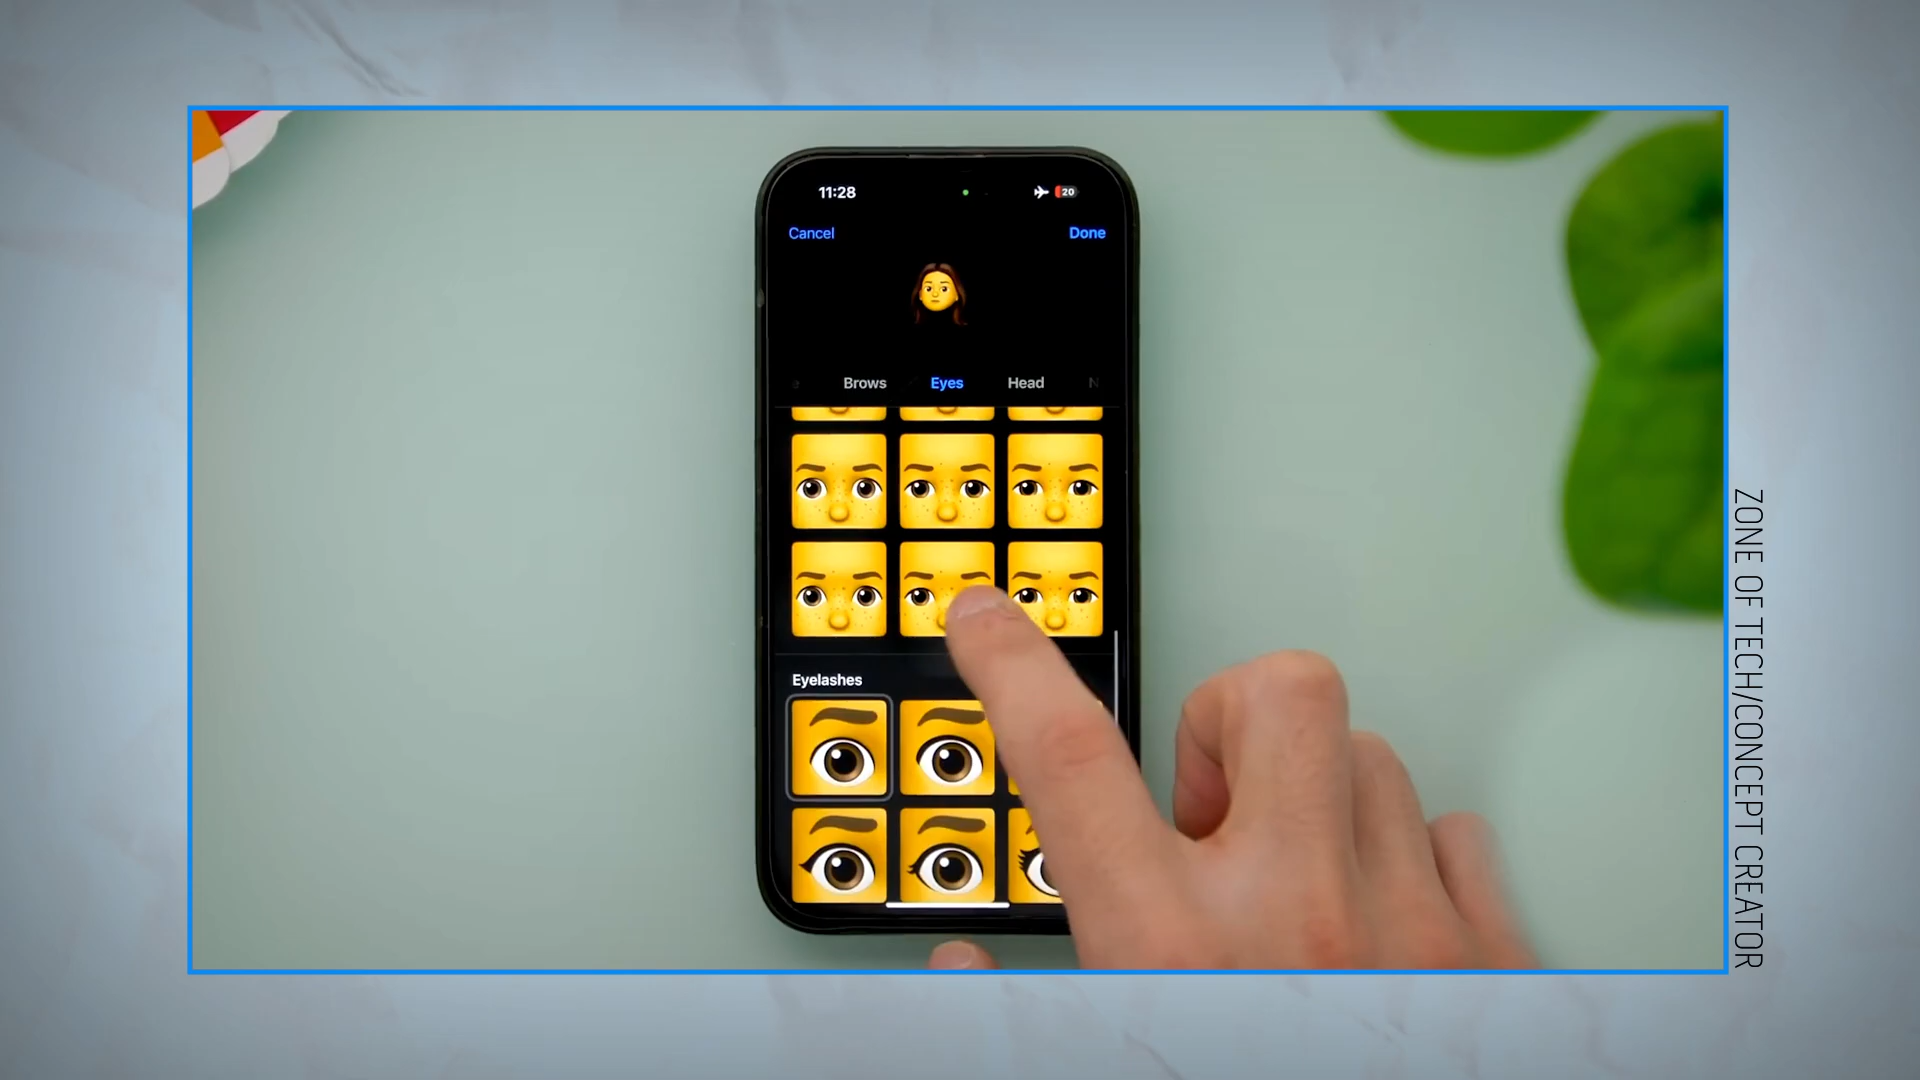 11:28
20
Cancel
Done
Brows
Eyes
Head
N
Eyelashes
ZONE OF TECH/CONCEPT CREATOR